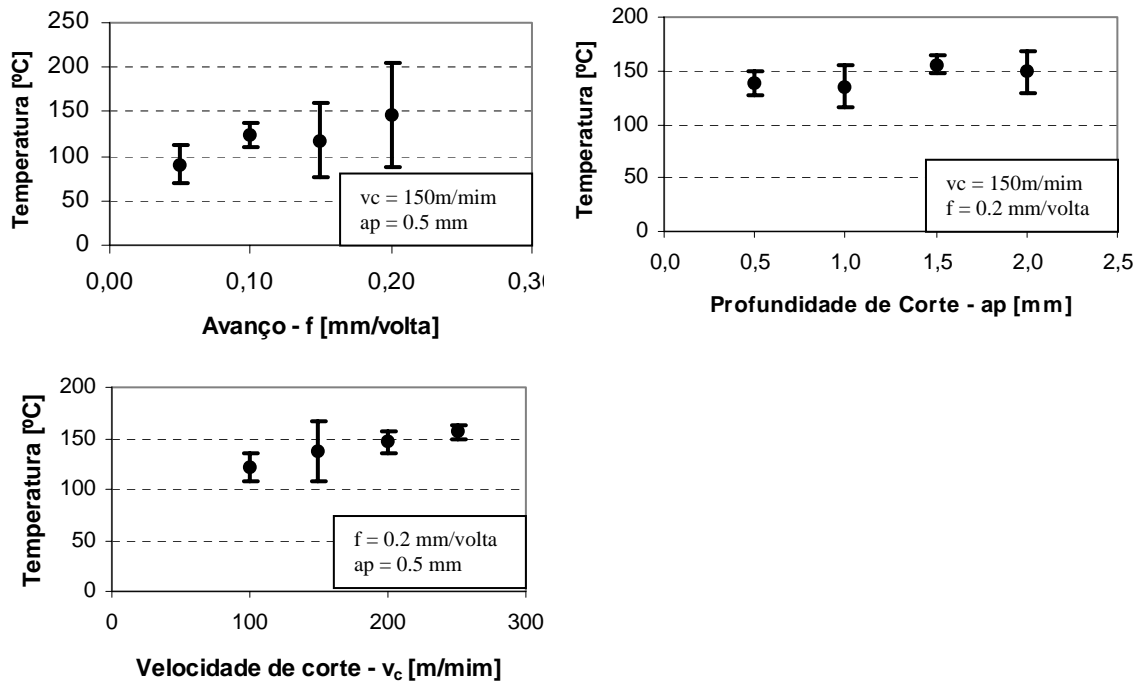 Temperatura [ºC]
250
200
150
100
50
0
vc = 150m/mim
ap = 0.5 mm
0,00
0,10
0,20
0,30
Avanço - f [mm/volta]
Temperatura [ºC]
200
150
100
50
0
vc = 150m/mim
f = 0.2 mm/volta
0,0
0,5
1,0
1,5
2,0
2,5
Profundidade de Corte - ap [mm]
Temperatura [ºC]
200
150
100
50
0
f = 0.2 mm/volta
ap = 0.5 mm
0
100
200
300
Velocidade de corte - vc [m/mim]